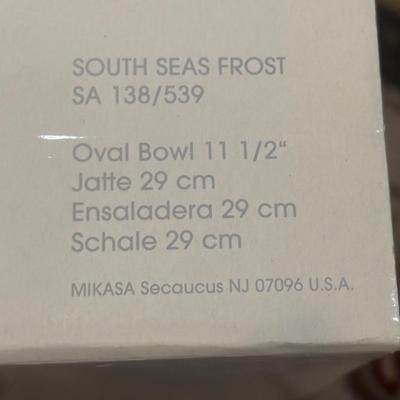 SOUTH SEAS FROST
SA 138/539
Oval Bowl 11 1/2"
Jatte 29 cm
Ensaladera 29 cm
Schale 29 cm
MIKASA Secaucus NJ 07096 U.S.A.